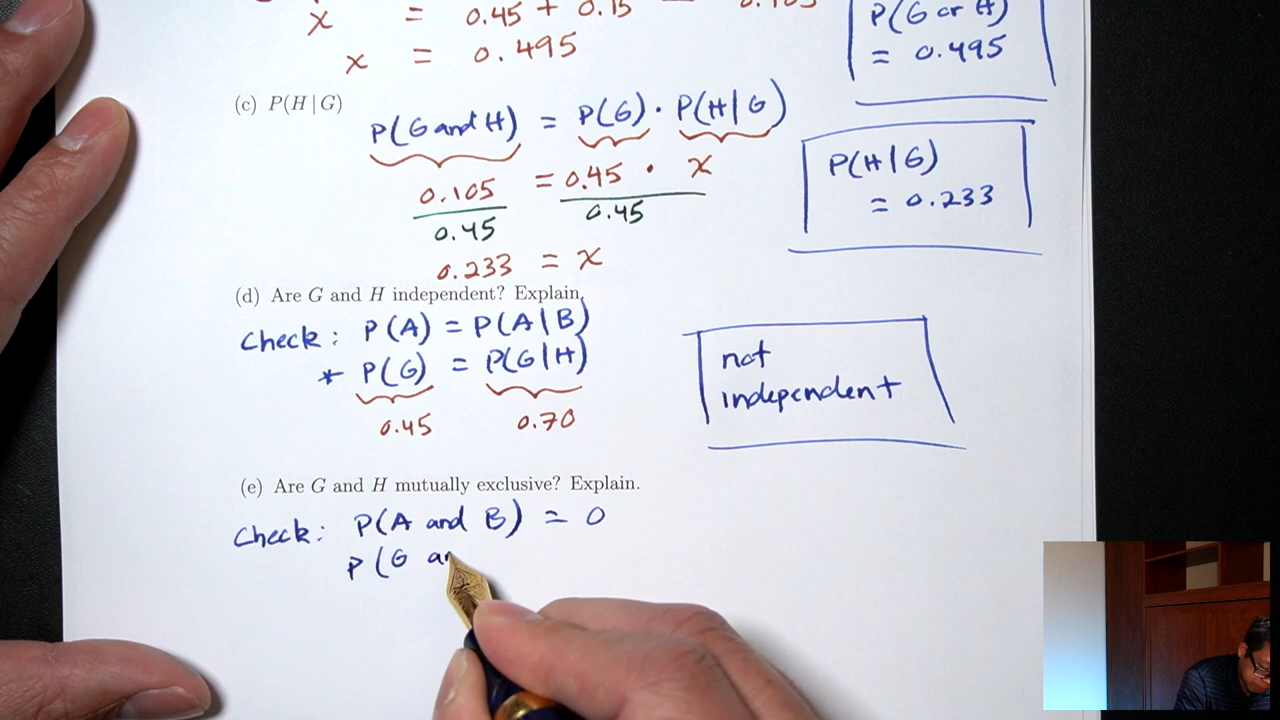 x = 0.45 + 0.15
x = 0.495
P(G or H)
= 0.495
(c) P(H | G)
P(G and H) = P(G) · P(H | G)
0.105 = 0.45 · x
0.45 0.45
0.233 = x
P(H | G)
= 0.233
(d) Are G and H independent? Explain.
Check: P(A) = P(A | B)
* P(G) = P(G | H)
0.45 0.70
not
independent
(e) Are G and H mutually exclusive? Explain.
Check: P(A and B) = 0
P(G an